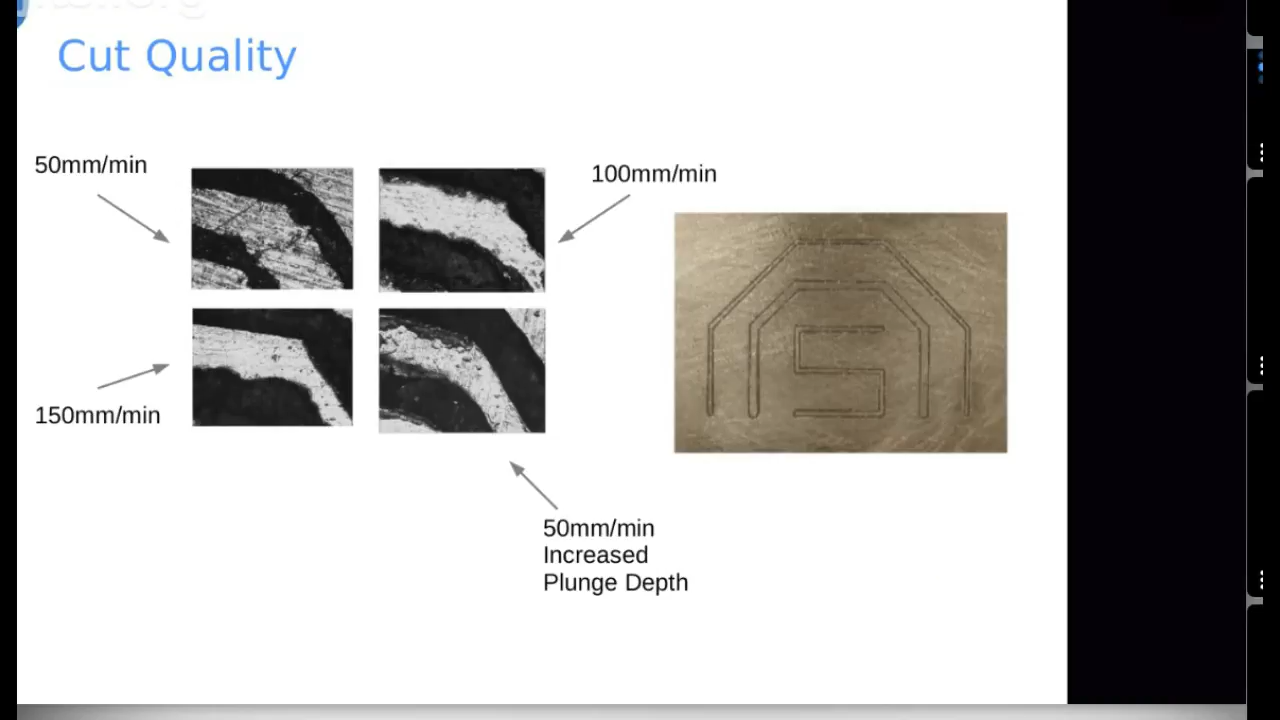 Cut Quality
50mm/min
100mm/min
150mm/min
50mm/min
Increased
Plunge Depth